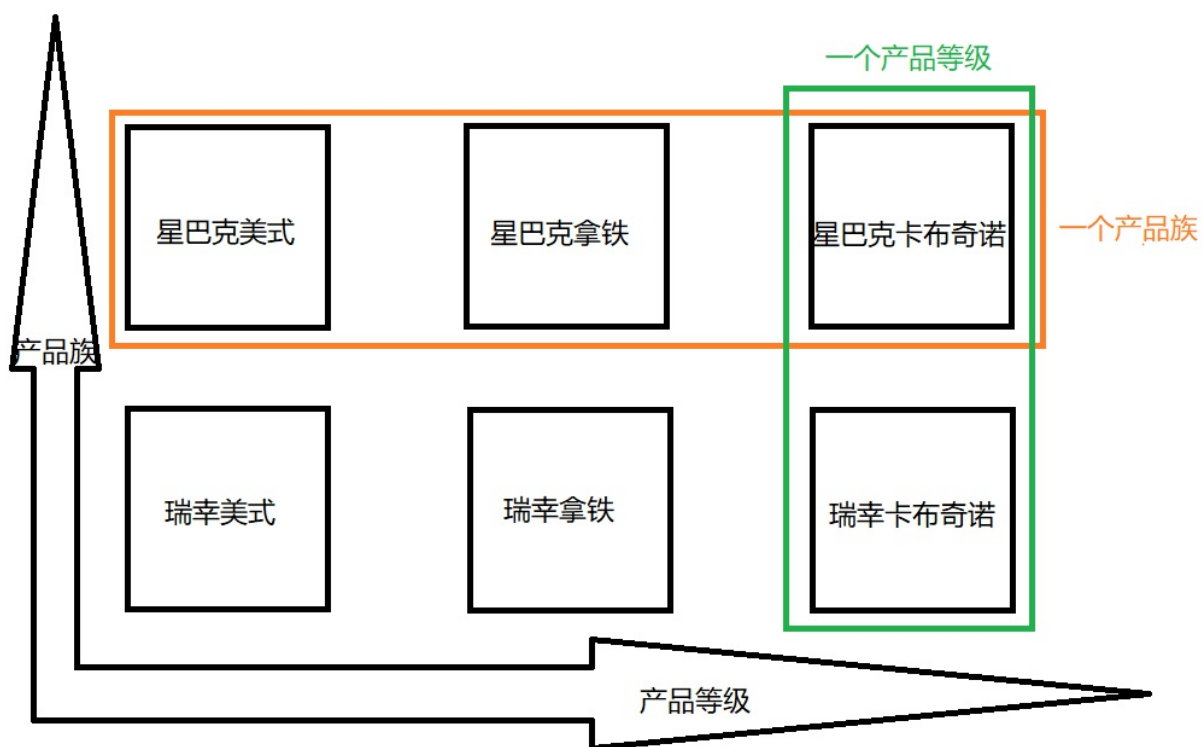 一个产品等级
星巴克美式
星巴克拿铁
星巴克卡布奇诺
一个产品族
产品族
瑞幸美式
瑞幸拿铁
瑞幸卡布奇诺
产品等级